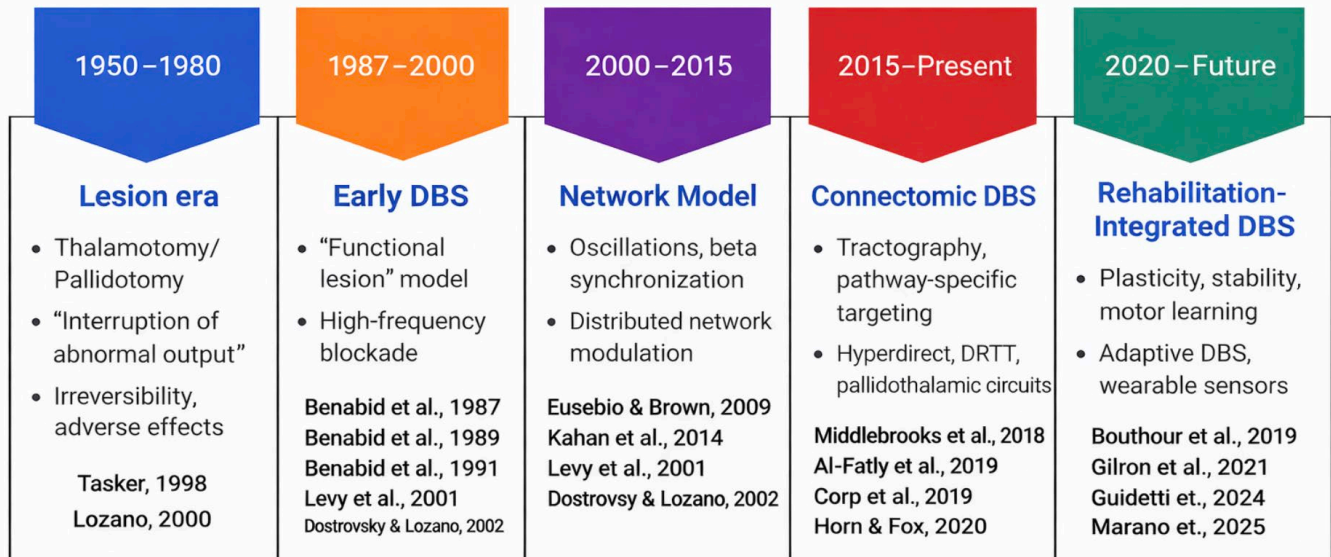 1950–1980
Lesion era
• Thalamotomy/
Pallidotomy
• “Interruption of
abnormal output”
• Irreversibility,
adverse effects
Tasker, 1998
Lozano, 2000
1987–2000
Early DBS
• “Functional
lesion” model
• High-frequency
blockade
Benabid et al., 1987
Benabid et al., 1989
Benabid et al., 1991
Levy et al., 2001
Dostrovsky & Lozano, 2002
2000–2015
Network Model
• Oscillations, beta
synchronization
• Distributed network
modulation
Eusebio & Brown, 2009
Kahan et al., 2014
Levy et al., 2001
Dostrovsy & Lozano, 2002
2015–Present
Connectomic DBS
• Tractography,
pathway-specific
targeting
• Hyperdirect, DRTT,
pallidothalamic circuits
Middlebrooks et al., 2018
Al-Fatly et al., 2019
Corp et al., 2019
Horn & Fox, 2020
2020–Future
Rehabilitation-
Integrated DBS
• Plasticity, stability,
motor learning
• Adaptive DBS,
wearable sensors
Bouthour et al., 2019
Gilron et al., 2021
Guidetti et., 2024
Marano et., 2025